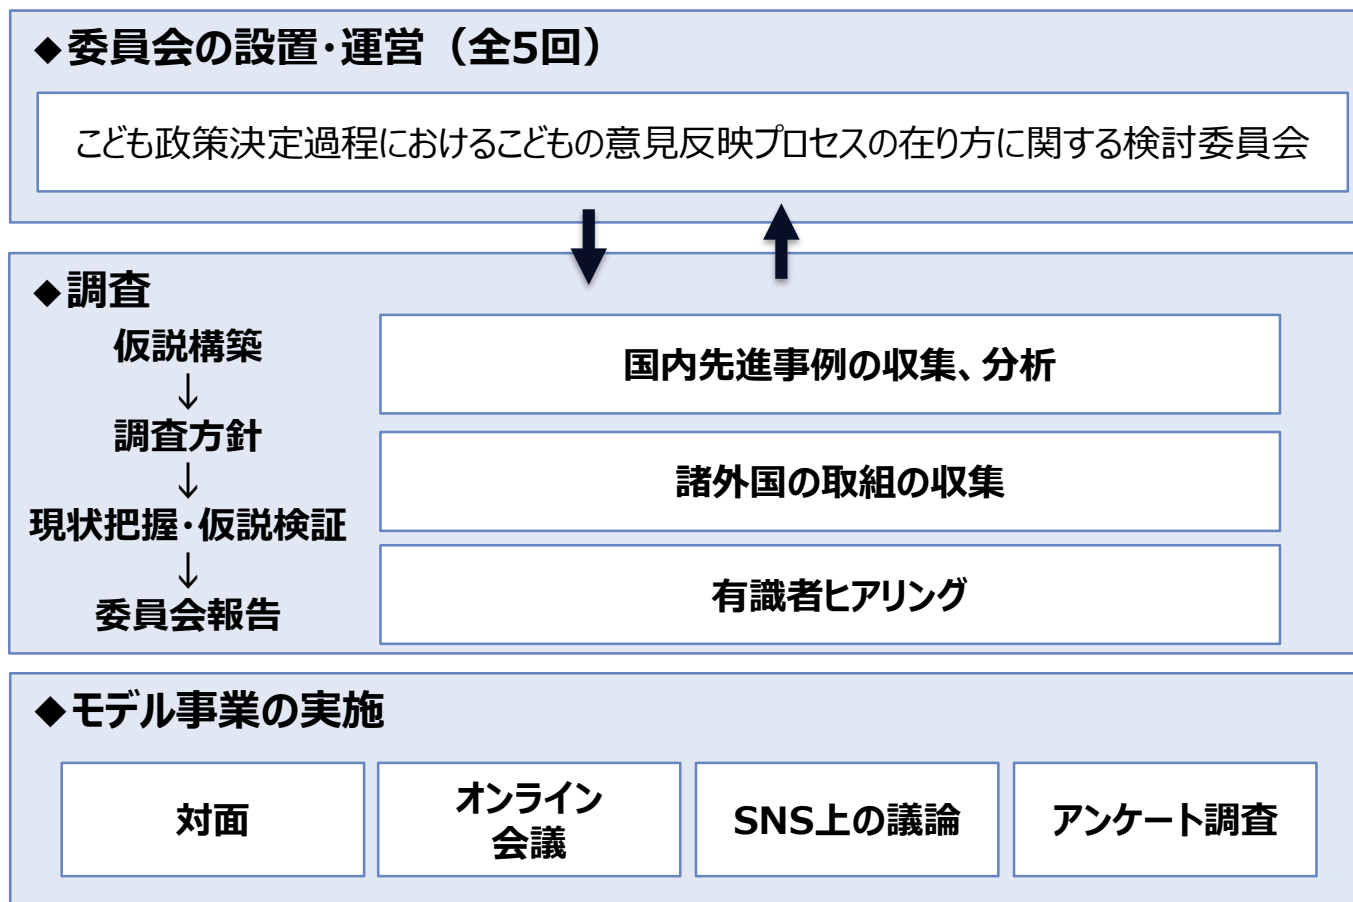 ◆委員会の設置・運営（全5回）
こども政策決定過程におけるこどもの意見反映プロセスの在り方に関する検討委員会
◆調査
仮説構築
↓
調査方針
↓
現状把握・仮説検証
↓
委員会報告
国内先進事例の収集、分析
諸外国の取組の収集
有識者ヒアリング
◆モデル事業の実施
対面
オンライン
会議
SNS上の議論
アンケート調査